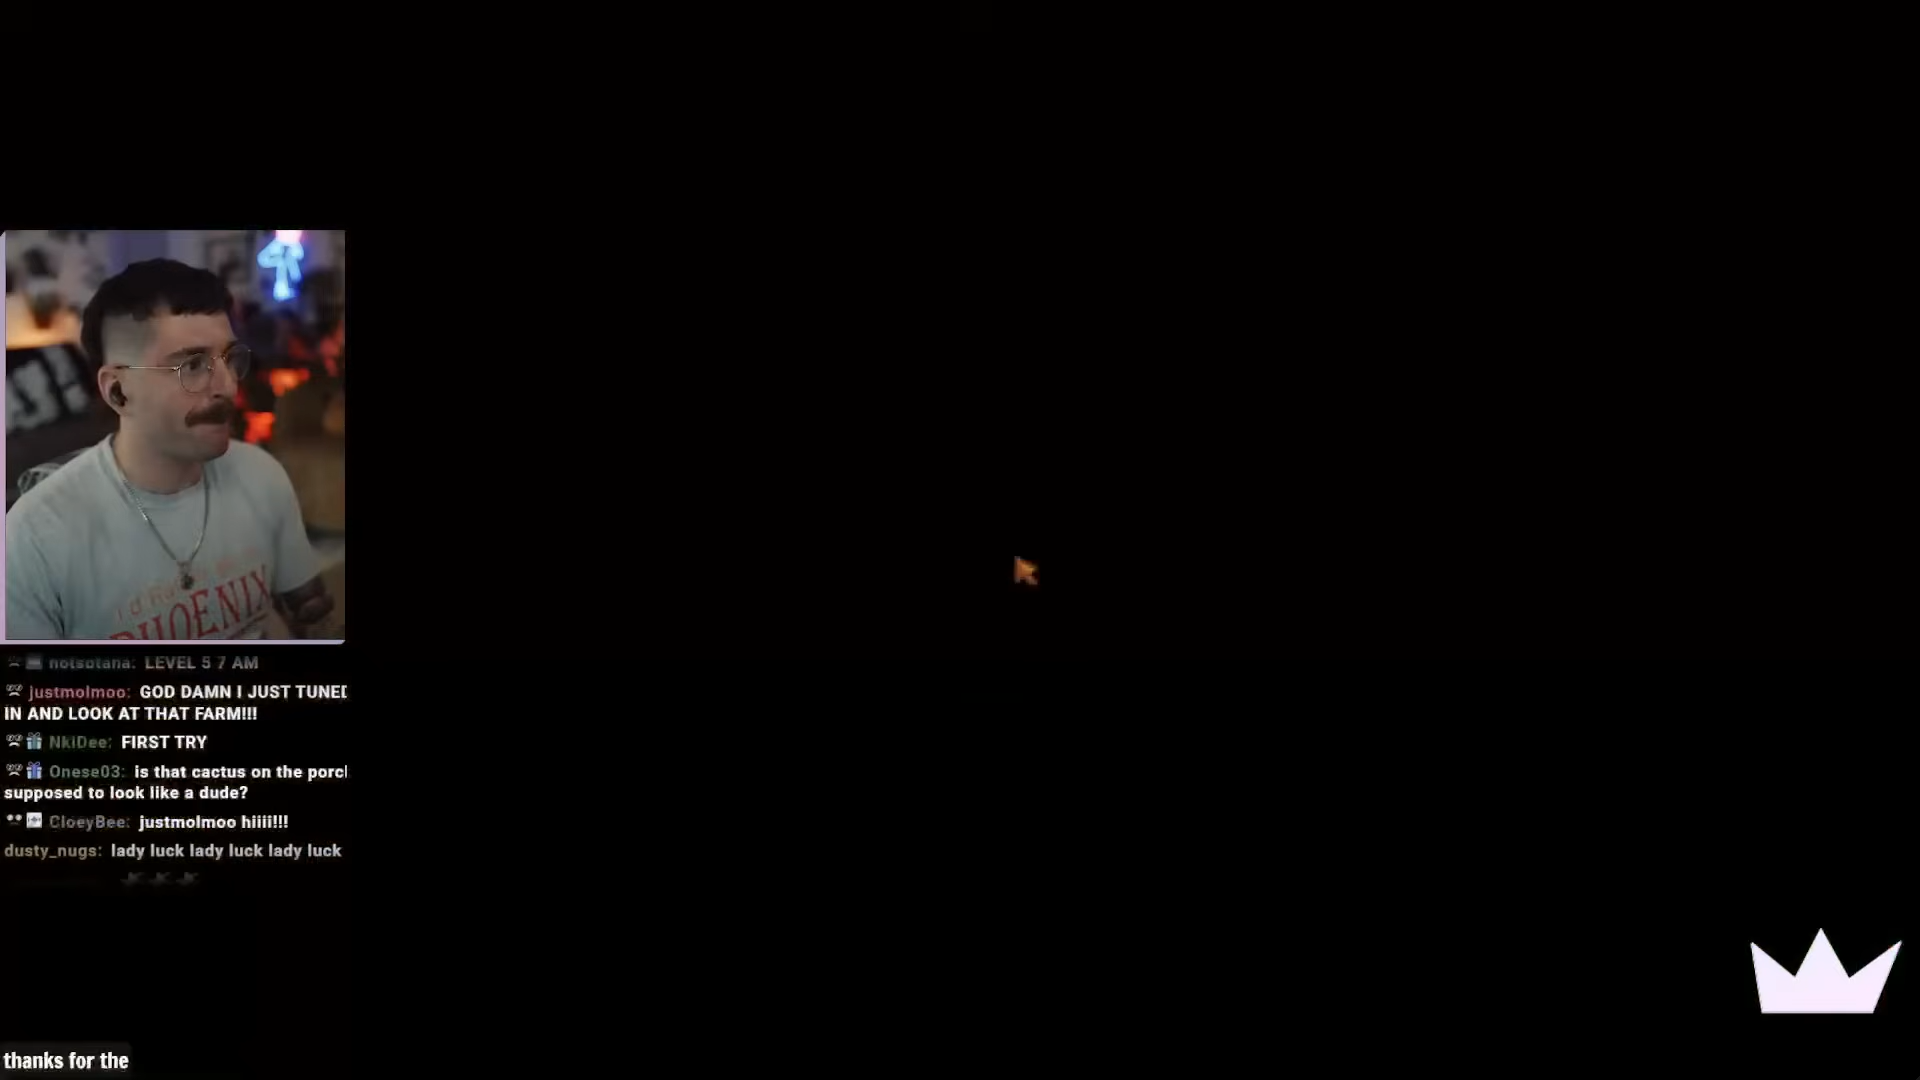 PHOENIX
notsotana: LEVEL 5 7 AM
justmolmoo: GOD DAMN I JUST TUNED
IN AND LOOK AT THAT FARM!!!
NkiDee: FIRST TRY
Onese03: is that cactus on the porch
supposed to look like a dude?
CloeyBee: justmolmoo hiiii!!!
dusty_nugs: lady luck lady luck lady luck
thanks for the